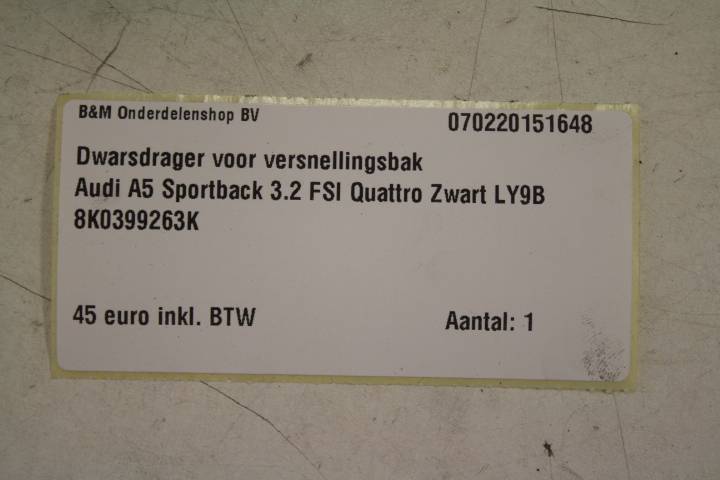 B&M Onderdelenshop BV 070220151648
Dwarsdrager voor versnellingsbak
Audi A5 Sportback 3.2 FSI Quattro Zwart LY9B
8K0399263K
45 euro inkl. BTW Aantal: 1